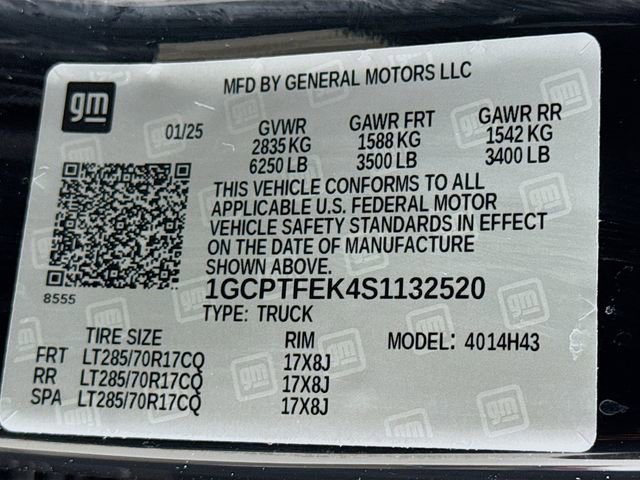 gm
MFD BY GENERAL MOTORS LLC
01/25 GVWR GAWR FRT GAWR RR
2835 KG 1588 KG 1542 KG
6250 LB 3500 LB 3400 LB
THIS VEHICLE CONFORMS TO ALL
APPLICABLE U.S. FEDERAL MOTOR
VEHICLE SAFETY STANDARDS IN EFFECT
ON THE DATE OF MANUFACTURE
SHOWN ABOVE.
8555
1GCPTFEK4S1132520
TYPE: TRUCK
TIRE SIZE RIM MODEL: 4014H43
FRT LT285/70R17CQ 17X8J
RR LT285/70R17CQ 17X8J
SPA LT285/70R17CQ 17X8J